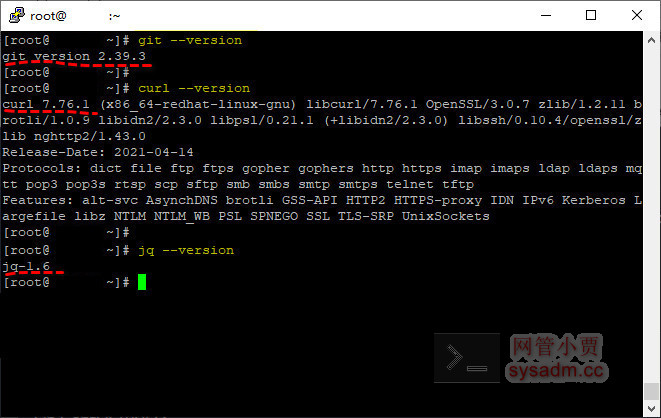 root@ :~
[root@ ~]# git --version
git version 2.39.3
[root@ ~]#
[root@ ~]# curl --version
curl 7.76.1 (x86_64-redhat-linux-gnu) libcurl/7.76.1 OpenSSL/3.0.7 zlib/1.2.11 b
rotli/1.0.9 libidn2/2.3.0 libpsl/0.21.1 (+libidn2/2.3.0) libssh/0.10.4/openssl/z
lib nghttp2/1.43.0
Release-Date: 2021-04-14
Protocols: dict file ftp ftps gopher gophers http https imap imaps ldap ldaps mq
tt pop3 pop3s rtsp scp sftp smb smbs smtp smtps telnet tftp
Features: alt-svc AsynchDNS brotli GSS-API HTTP2 HTTPS-proxy IDN IPv6 Kerberos L
argefile libz NTLM NTLM_WB PSL SPNEGO SSL TLS-SRP UnixSockets
[root@ ~]#
[root@ ~]# jq --version
jq-1.6
[root@ ~]#
网管小贾
sysadm.cc